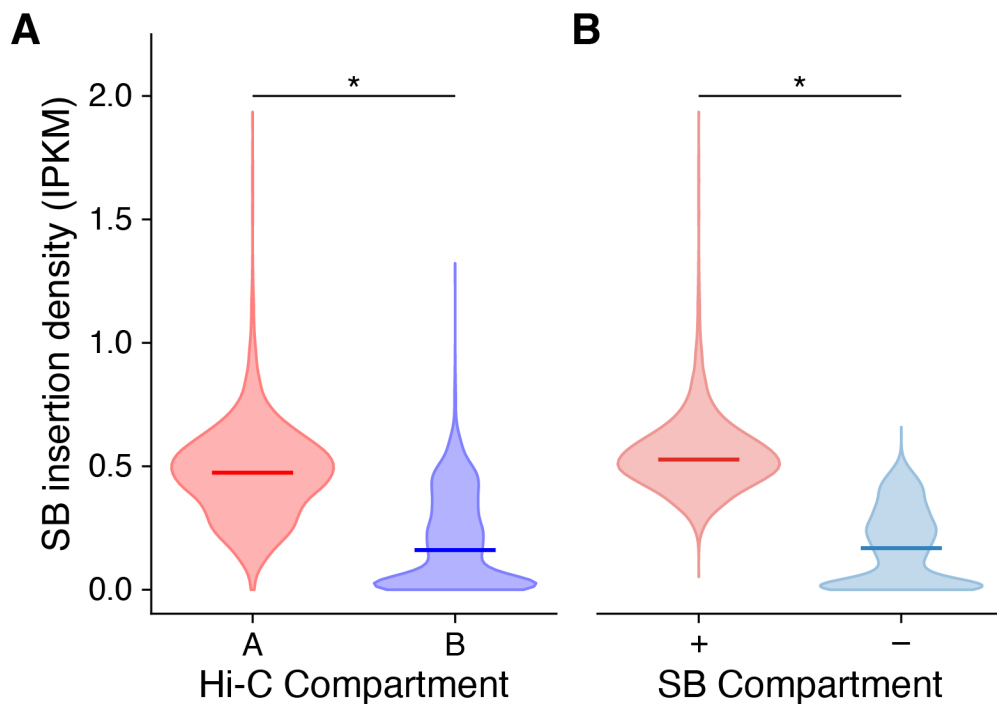 A
B
SB insertion density (IPKM)
2.0
1.5
1.0
0.5
0.0
*
*
A
B
+
−
Hi-C Compartment
SB Compartment